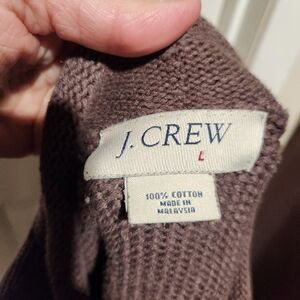 J. CREW
L
100% COTTON
MADE IN
MALAYSIA